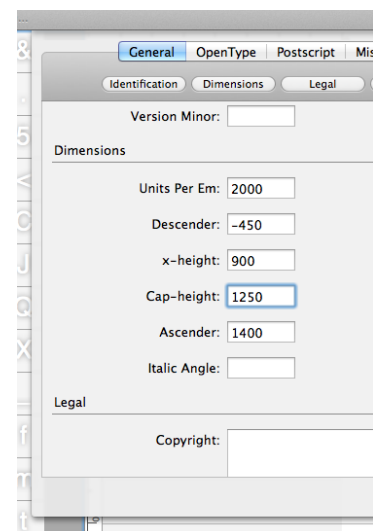 ...
General OpenType Postscript
Identification Dimensions Legal
&
Version Minor:
5
Dimensions
<
Units Per Em: 2000
C
Descender: -450
J
x-height: 900
Q
Cap-height: 1250
X
Ascender: 1400
Italic Angle:
_
Legal
f
Copyright:
m
t